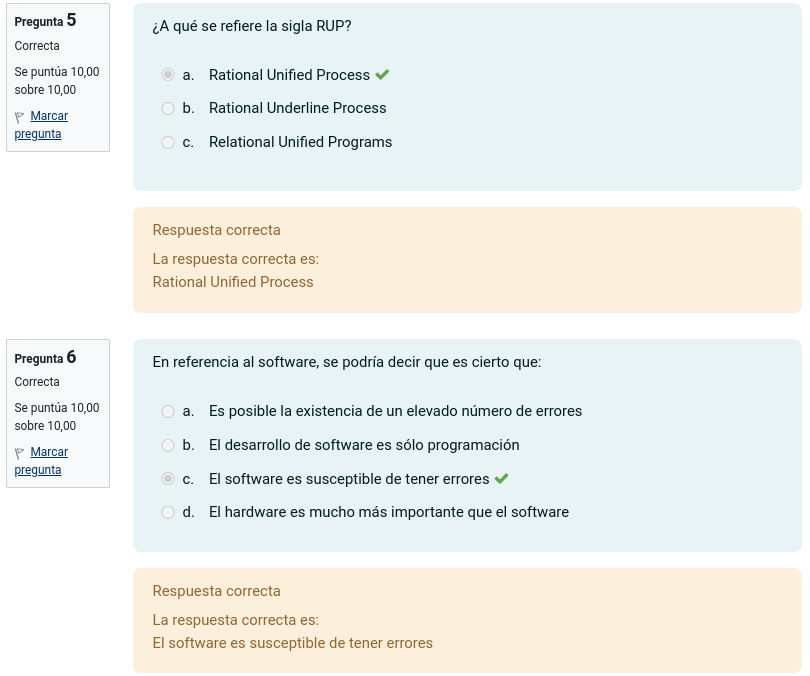 Pregunta 5
Correcta
Se puntúa 10,00
sobre 10,00
Marcar
pregunta
¿A qué se refiere la sigla RUP?
a. Rational Unified Process
b. Rational Underline Process
c. Relational Unified Programs
Respuesta correcta
La respuesta correcta es:
Rational Unified Process
Pregunta 6
Correcta
Se puntúa 10,00
sobre 10,00
Marcar
pregunta
En referencia al software, se podría decir que es cierto que:
a. Es posible la existencia de un elevado número de errores
b. El desarrollo de software es sólo programación
c. El software es susceptible de tener errores
d. El hardware es mucho más importante que el software
Respuesta correcta
La respuesta correcta es:
El software es susceptible de tener errores